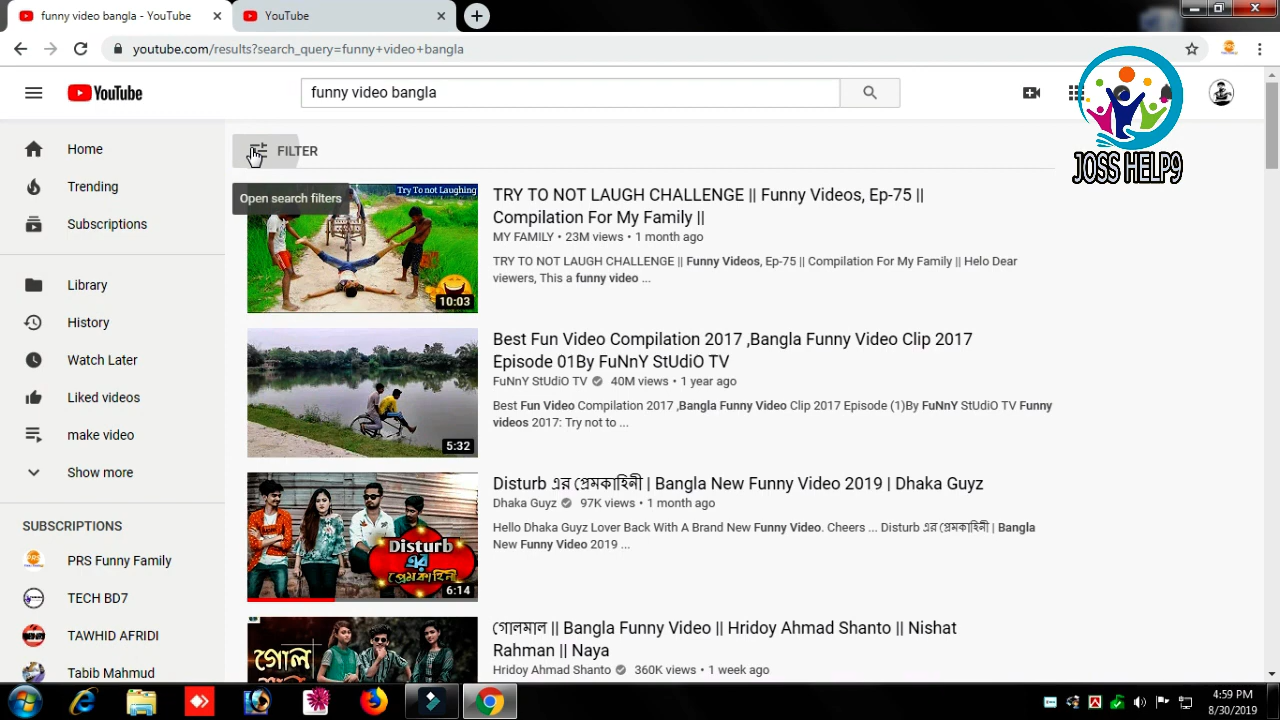 funny video bangla - YouTube
YouTube
youtube.com/results?search_query=funny+video+bangla
YouTube
funny video bangla
JOSS HELP9
Home
Trending
Subscriptions
Library
History
Watch Later
Liked videos
make video
Show more
SUBSCRIPTIONS
PRS Funny Family
TECH BD7
TAWHID AFRIDI
Tabib Mahmud
FILTER
Open search filters
Try To not Laughing
10:03
TRY TO NOT LAUGH CHALLENGE || Funny Videos, Ep-75 ||
Compilation For My Family ||
MY FAMILY • 23M views • 1 month ago
TRY TO NOT LAUGH CHALLENGE || Funny Videos, Ep-75 || Compilation For My Family || Helo Dear
viewers, This a funny video ...
5:32
Best Fun Video Compilation 2017 ,Bangla Funny Video Clip 2017
Episode 01By FuNnY StUdiO TV
FuNnY StUdiO TV 40M views • 1 year ago
Best Fun Video Compilation 2017 ,Bangla Funny Video Clip 2017 Episode (1)By FuNnY StUdiO TV Funny
videos 2017: Try not to ...
Disturb
এর
প্রেমকাহিনী
6:14
Disturb এর প্রেমকাহিনী | Bangla New Funny Video 2019 | Dhaka Guyz
Dhaka Guyz 97K views • 1 month ago
Hello Dhaka Guyz Lover Back With A Brand New Funny Video. Cheers ... Disturb এর প্রেমকাহিনী | Bangla
New Funny Video 2019 ...
গোল
গোলমাল || Bangla Funny Video || Hridoy Ahmad Shanto || Nishat
Rahman || Naya
Hridoy Ahmad Shanto 360K views • 1 week ago
4:59 PM
8/30/2019